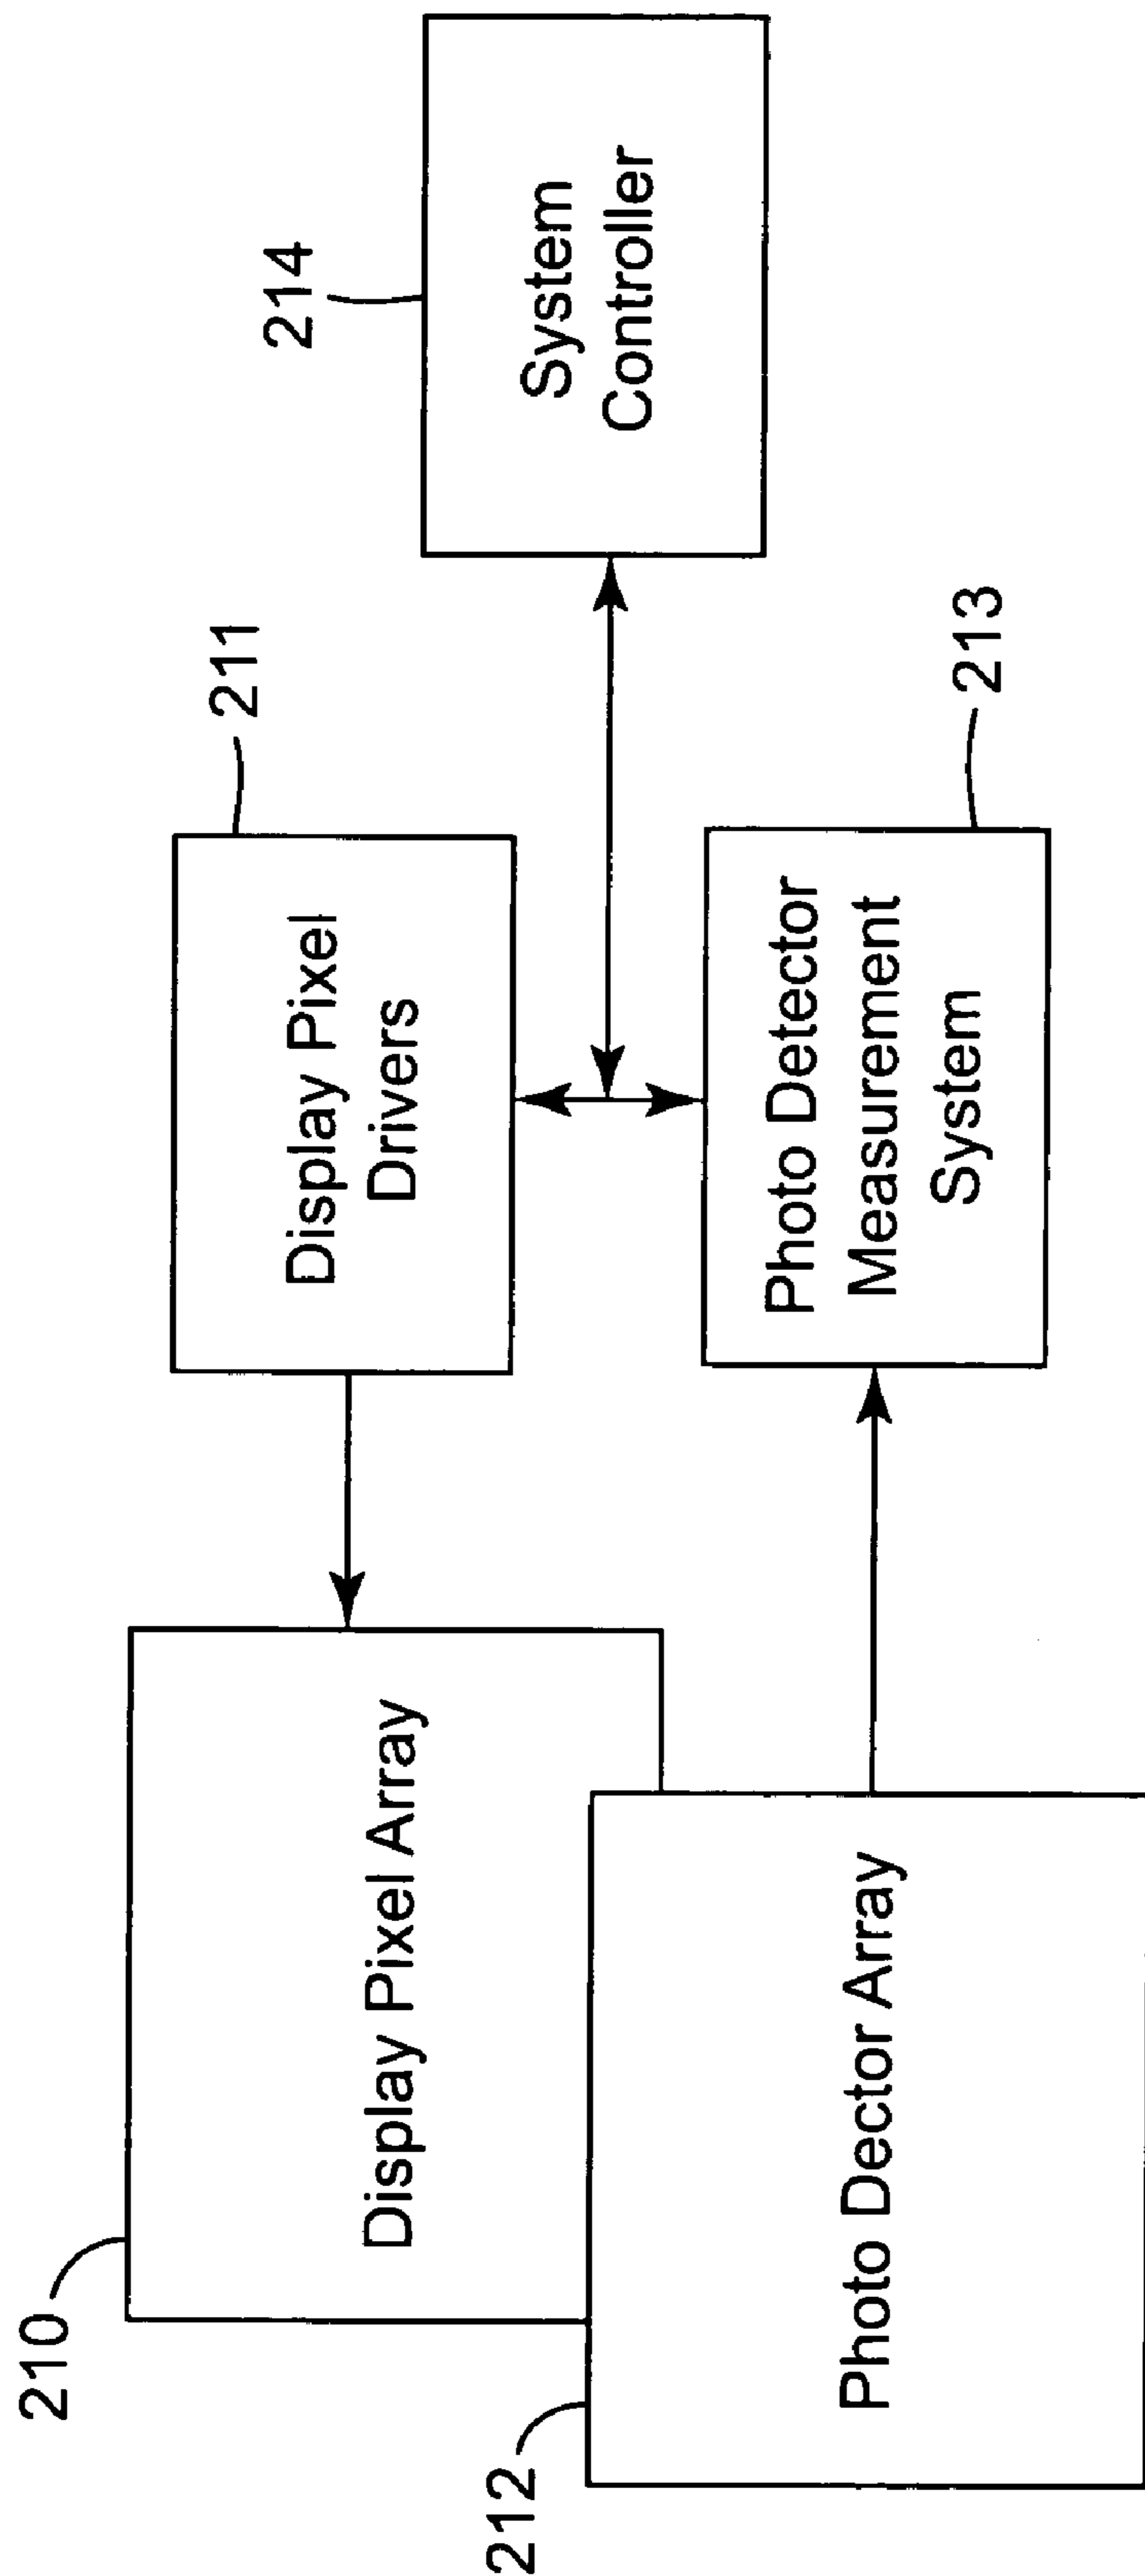 210
Display Pixel Array
211
Display Pixel
Drivers
214
System
Controller
212
Photo Dector Array
213
Photo Detector
Measurement
System